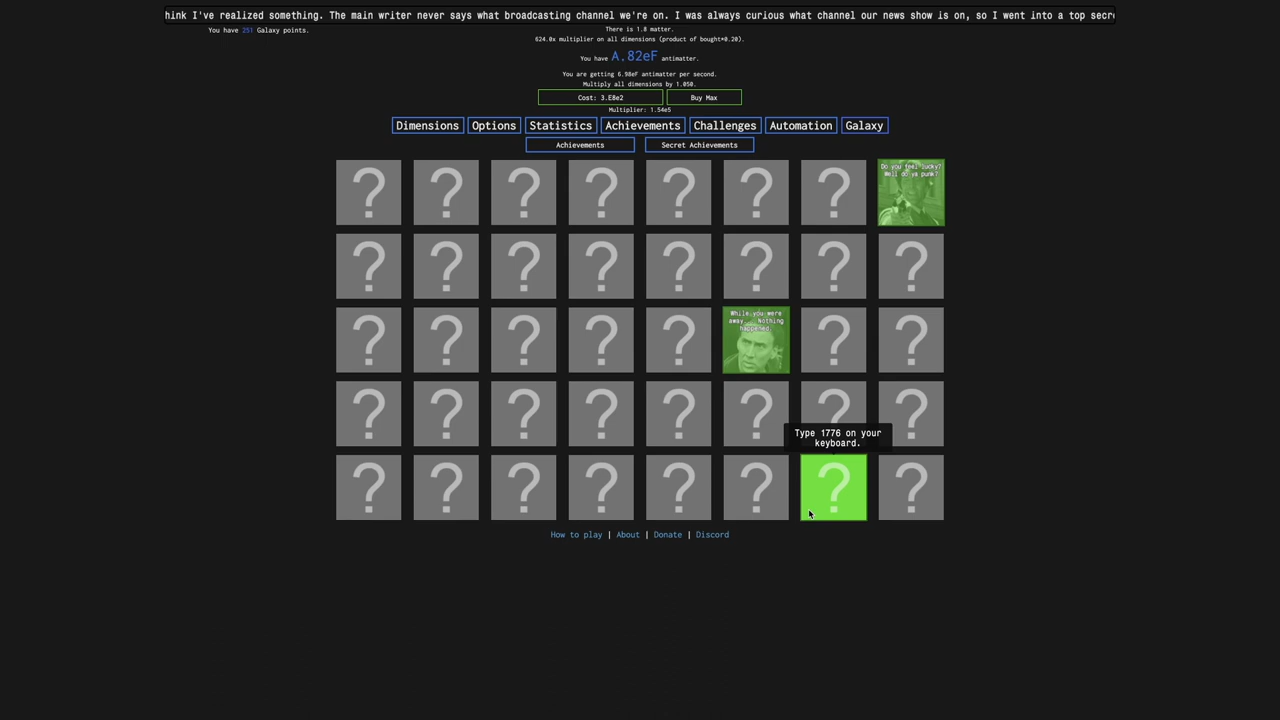 hink I've realized something. The main writer never says what broadcasting channel we're on. I was always curious what channel our news show is on, so I went into a top secre
You have 251 Galaxy points.
There is 1.8 matter.
624.0x multiplier on all dimensions (product of bought*0.20).
You have A.82eF antimatter.
You are getting 6.98eF antimatter per second.
Multiply all dimensions by 1.050.
Cost: 3.E8e2 Buy Max
Multiplier: 1.54e5
Dimensions Options Statistics Achievements Challenges Automation Galaxy
Achievements Secret Achievements
? ? ? ? ? ? ?
Do you feel lucky?
Well do ya punk?
? ? ? ? ? ? ? ?
? ? ? ? ?
While you were
away... Nothing
happened.
? ?
? ? ? ? ? ? ? ?
Type 1776 on your
keyboard.
? ? ? ? ? ? ? ?
How to play | About | Donate | Discord